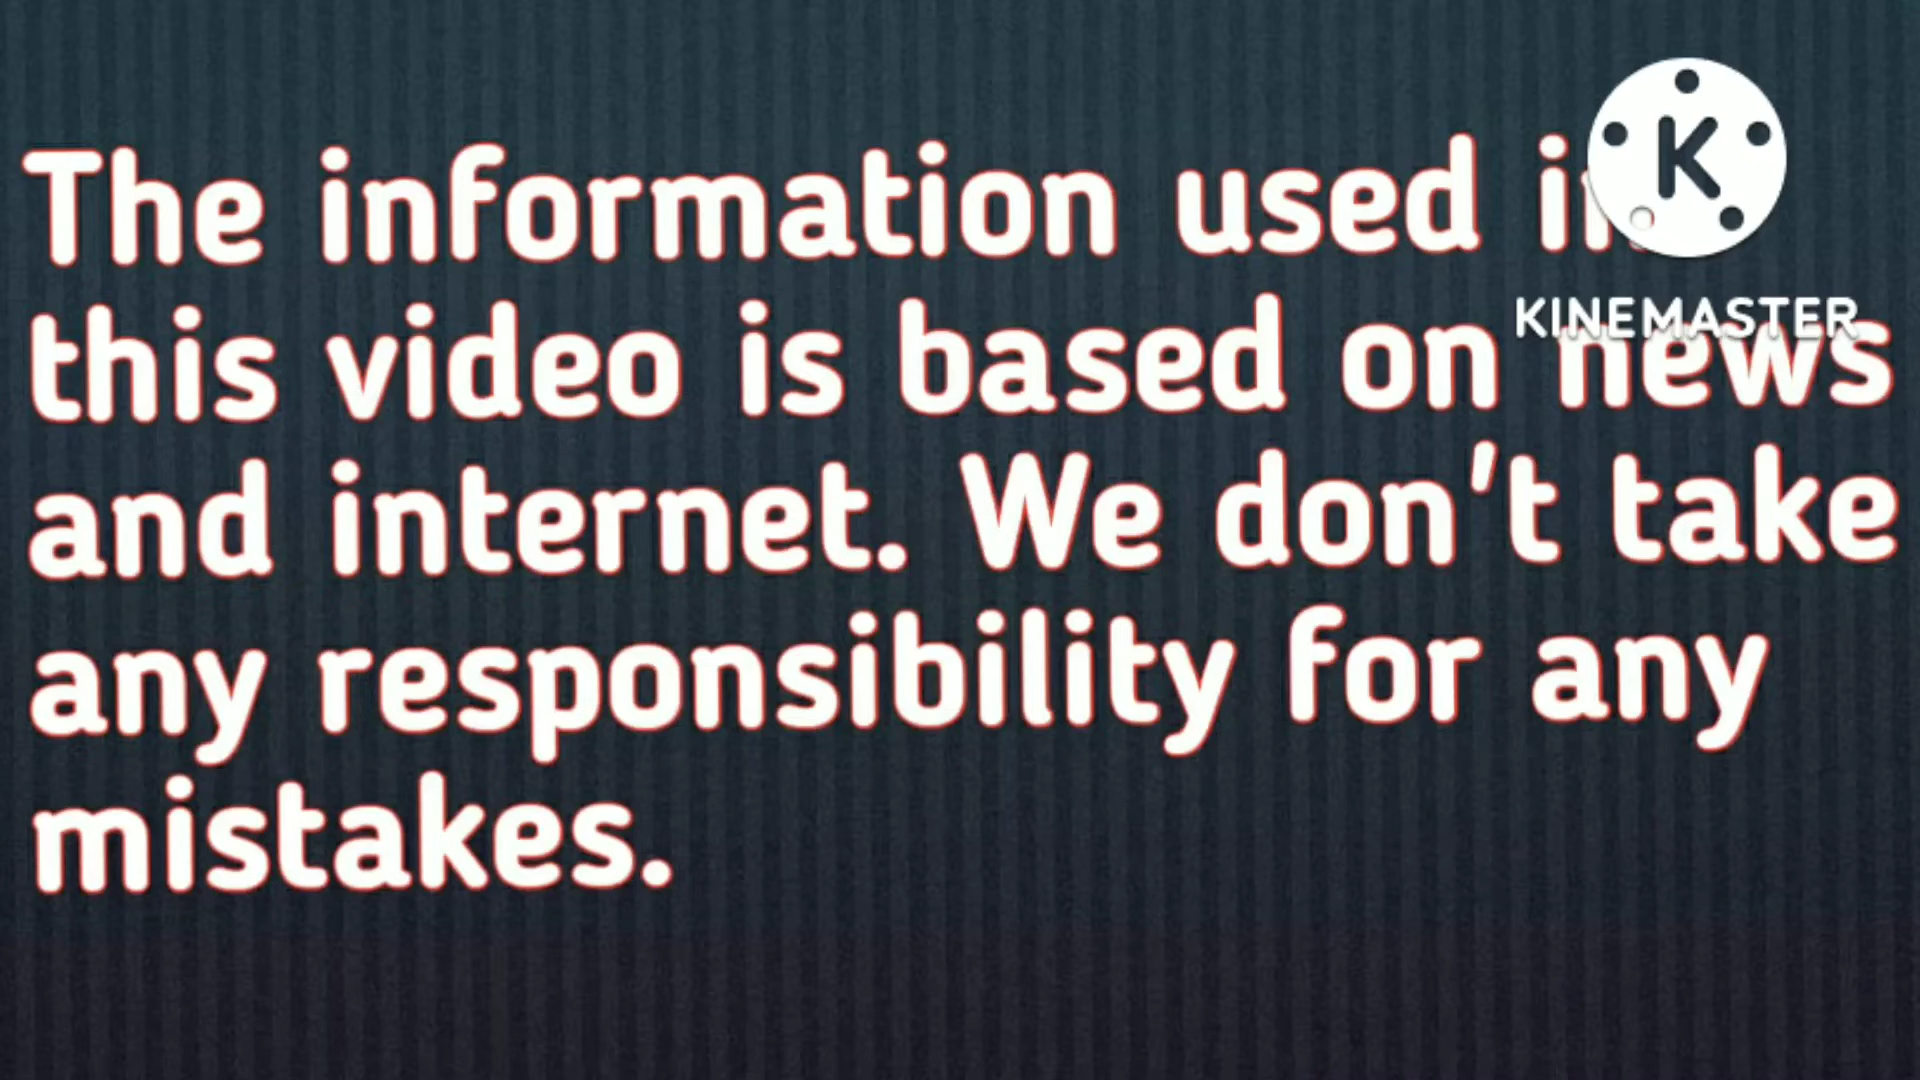 The information used in
this video is based on news
and internet. We don't take
any responsibility for any
mistakes.
K
KINEMASTER